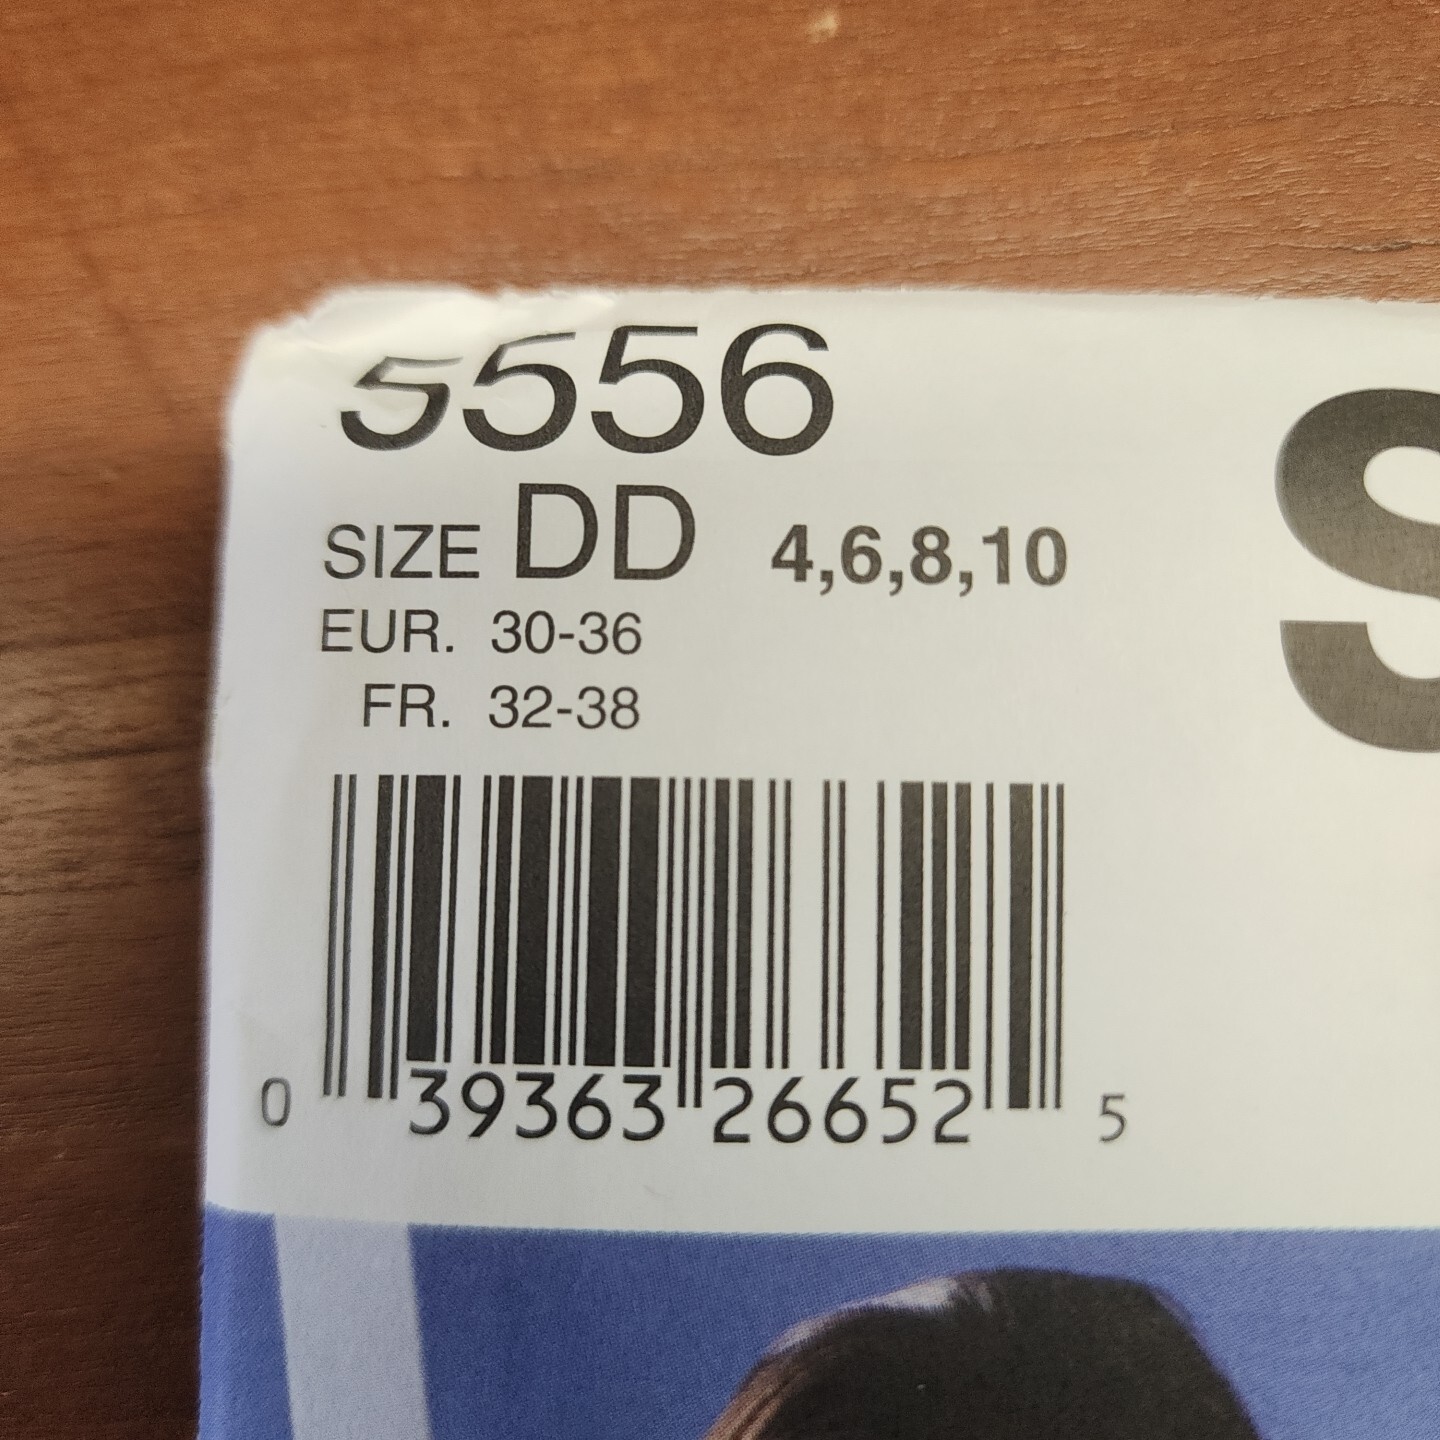 5556
SIZE DD 4,6,8,10
EUR. 30-36
FR. 32-38
0 39363 26652 5
S